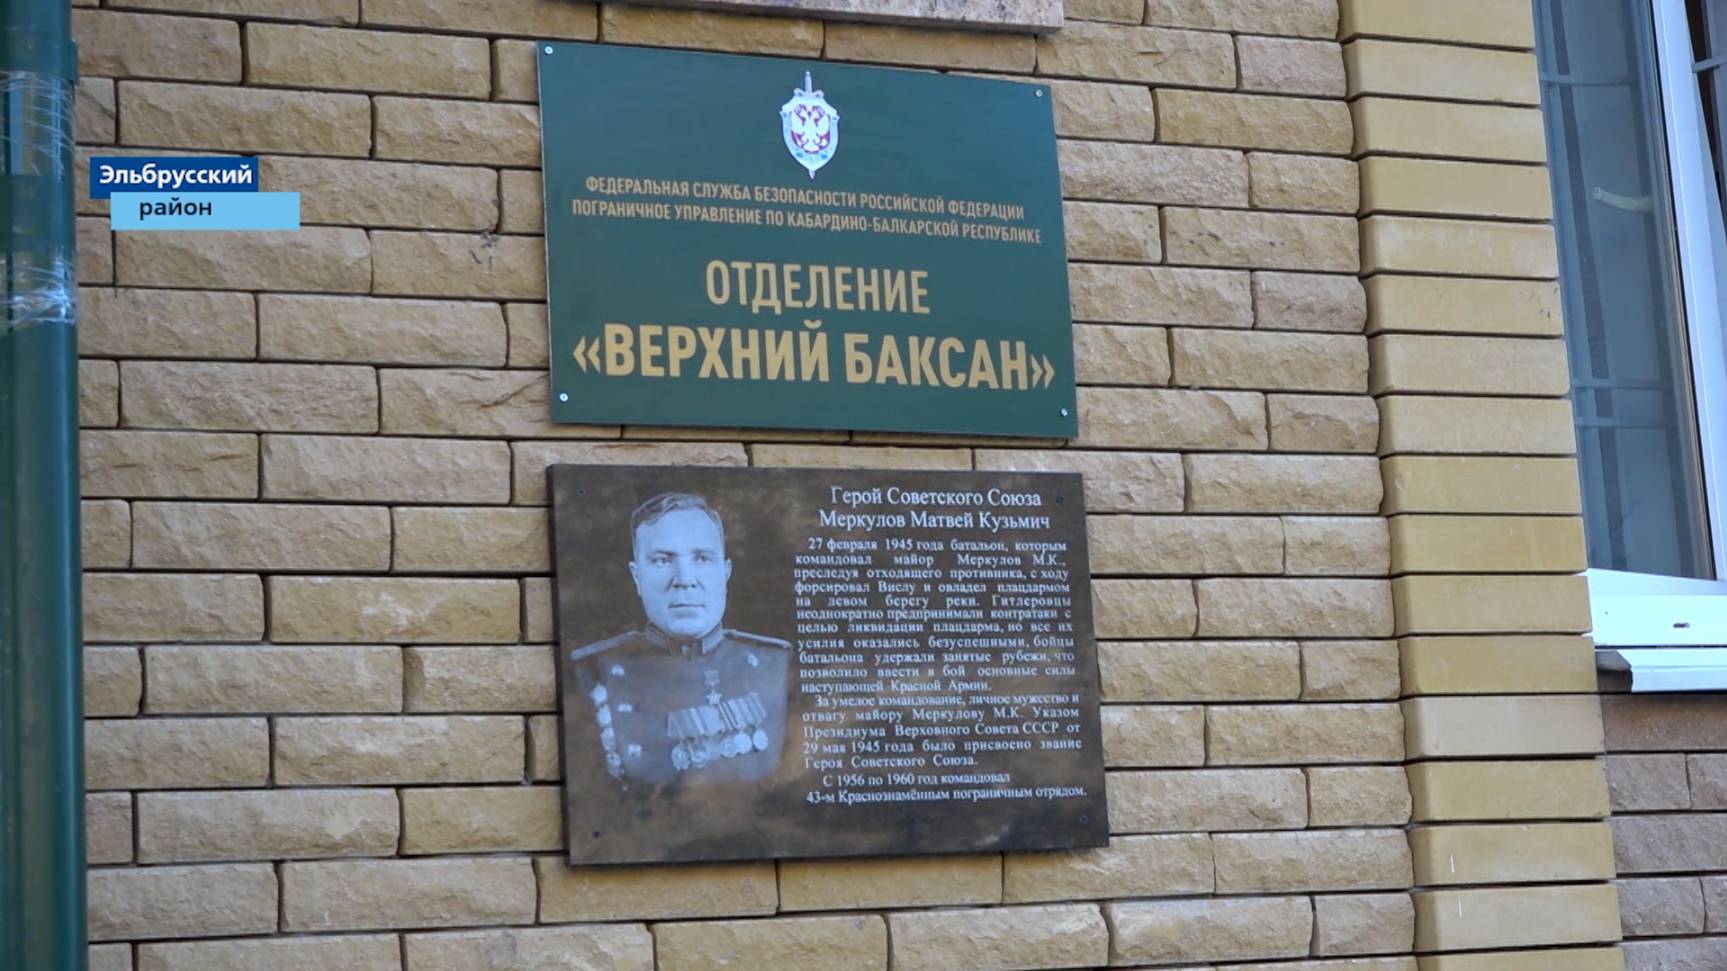 Эльбрусский
район
ФЕДЕРАЛЬНАЯ СЛУЖБА БЕЗОПАСНОСТИ РОССИЙСКОЙ ФЕДЕРАЦИИ
ПОГРАНИЧНОЕ УПРАВЛЕНИЕ ПО КАБАРДИНО-БАЛКАРСКОЙ РЕСПУБЛИКЕ
ОТДЕЛЕНИЕ
«ВЕРХНИЙ БАКСАН»
Герой Советского Союза
Меркулов Матвей Кузьмич
27 февраля 1945 года батальон, которым
командовал майор Меркулов М.К.,
преследуя отходящего противника, с ходу
форсировал Вислу и овладел плацдармом
на левом берегу реки. Гитлеровцы
неоднократно предпринимали контратаки с
целью ликвидации плацдарма, но все их
усилия оказались безуспешными, бойцы
батальона удержали занятые рубежи, что
позволило ввести в бой основные силы
наступающей Красной Армии.
За умелое командование, личное мужество и
отвагу майору Меркулову М.К. Указом
Президиума Верховного Совета СССР от
29 мая 1945 года было присвоено звание
Героя Советского Союза.
С 1956 по 1960 год командовал
43-м Краснознамённым пограничным отрядом.